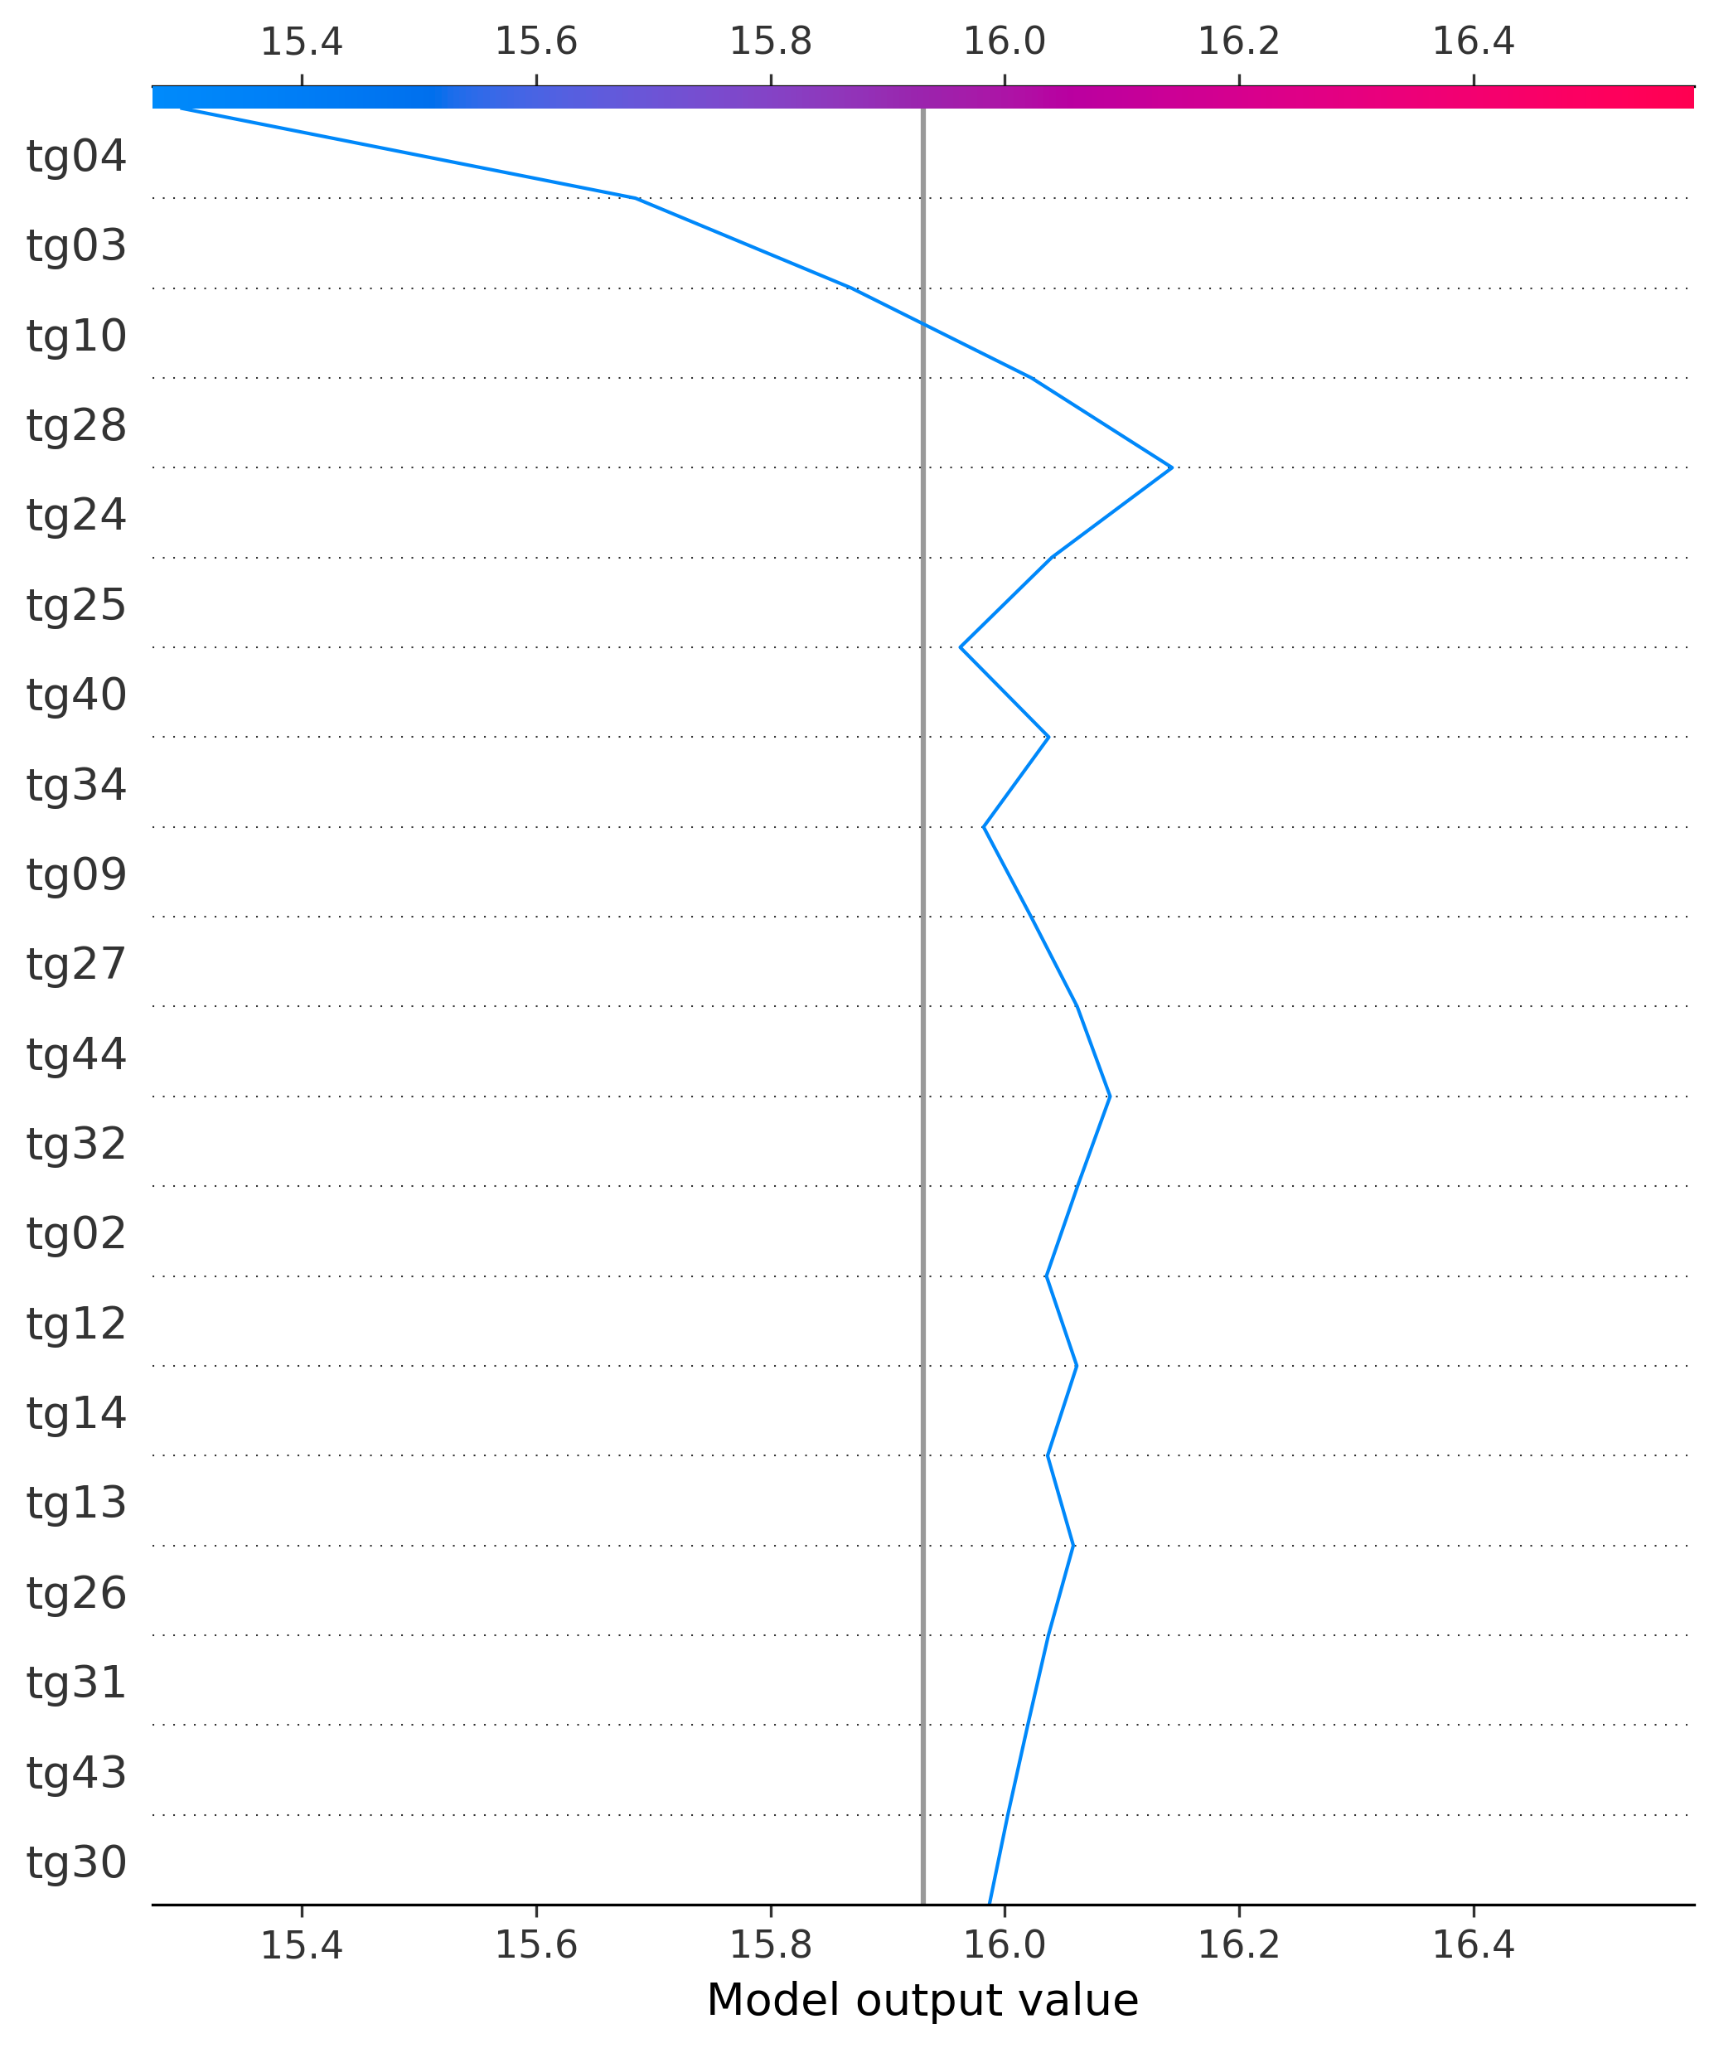 15.4 15.6 15.8 16.0 16.2 16.4
tg04
tg03
tg10
tg28
tg24
tg25
tg40
tg34
tg09
tg27
tg44
tg32
tg02
tg12
tg14
tg13
tg26
tg31
tg43
tg30
15.4 15.6 15.8 16.0 16.2 16.4
Model output value